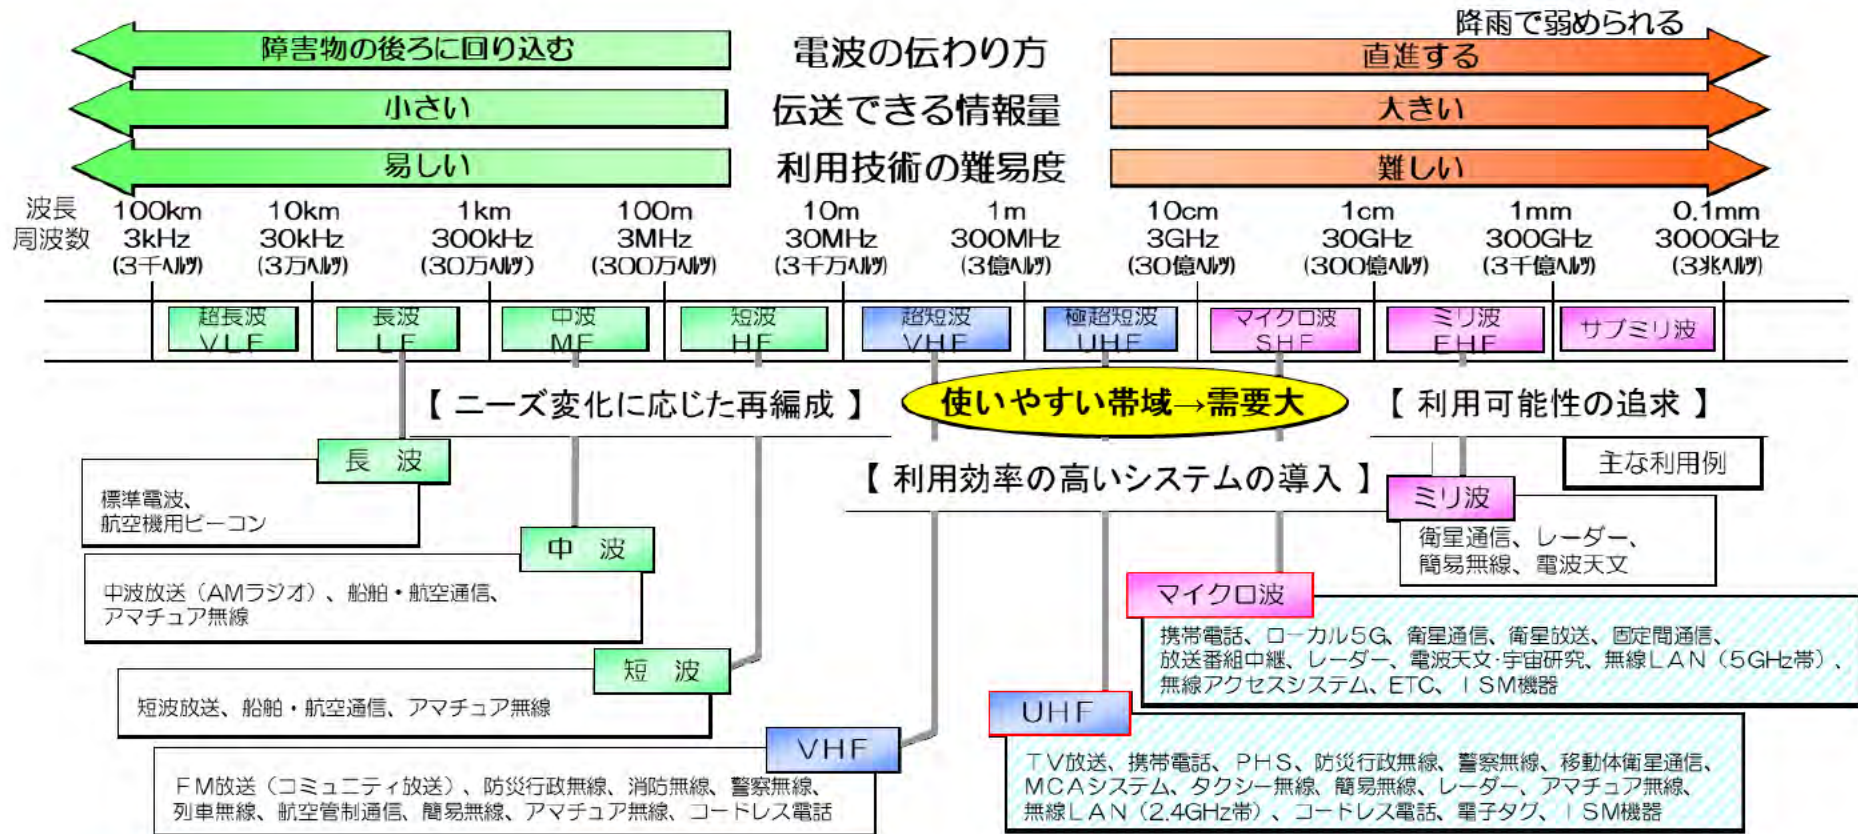 降雨で弱められる
障害物の後ろに回り込む 電波の伝わり方 直進する
小さい 伝送できる情報量 大きい
易しい 利用技術の難易度 難しい
波長 100km 10km 1km 100m 10m 1m 10cm 1cm 1mm 0.1mm
周波数 3kHz 30kHz 300kHz 3MHz 30MHz 300MHz 3GHz 30GHz 300GHz 3000GHz
(3千ヘルツ) (3万ヘルツ) (30万ヘルツ) (300万ヘルツ) (3千万ヘルツ) (3億ヘルツ) (30億ヘルツ) (300億ヘルツ) (3千億ヘルツ) (3兆ヘルツ)
超長波 長波 中波 短波 超短波 極超短波 マイクロ波 ミリ波 サブミリ波
VLF LF MF HF VHF UHF SHF EHF
【 ニーズ変化に応じた再編成 】 使いやすい帯域→需要大 【 利用可能性の追求 】
【 利用効率の高いシステムの導入 】
主な利用例
長 波
標準電波、
航空機用ビーコン
中 波
中波放送（AMラジオ）、船舶・航空通信、
アマチュア無線
短 波
短波放送、船舶・航空通信、アマチュア無線
VHF
FM放送（コミュニティ放送）、防災行政無線、消防無線、警察無線、
列車無線、航空管制通信、簡易無線、アマチュア無線、コードレス電話
UHF
TV放送、携帯電話、PHS、防災行政無線、警察無線、移動体衛星通信、
MCAシステム、タクシー無線、簡易無線、レーダー、アマチュア無線、
無線LAN（2.4GHz帯）、コードレス電話、電子タグ、ISM機器
マイクロ波
携帯電話、ローカル5G、衛星通信、衛星放送、固定間通信、
放送番組中継、レーダー、電波天文・宇宙研究、無線LAN（5GHz帯）、
無線アクセスシステム、ETC、ISM機器
ミリ波
衛星通信、レーダー、
簡易無線、電波天文